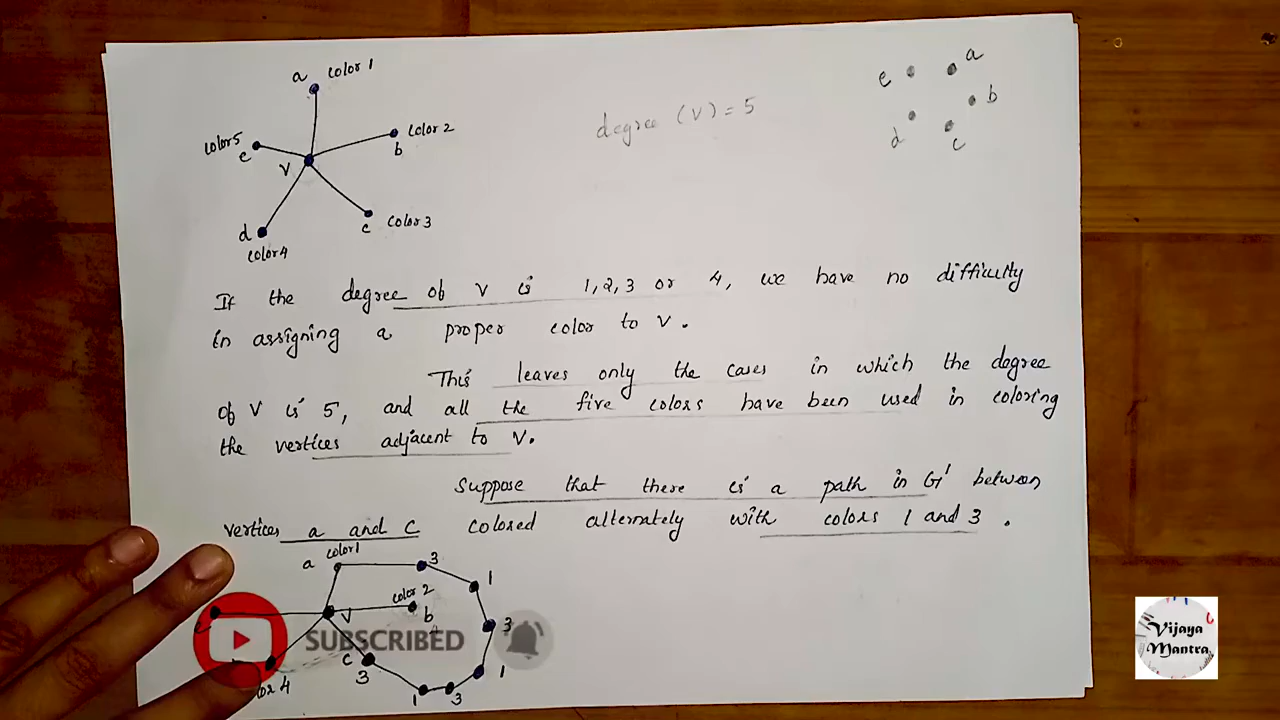 a color 1
color5
e
color 2
b
V
d
color4
c
color 3
degree (V) = 5
e
a
b
d
c
If the degree of V is 1, 2, 3 or 4, we have no difficulty
in assigning a proper color to V.
This leaves only the cases in which the degree
of V is 5, and all the five colors have been used in coloring
the vertices adjacent to V.
Suppose that there is a path in G' between
vertices a and c colored alternately with colors 1 and 3.
a
color1
3
1
color 2
b
V
3
c
3
1
1
3
4
SUBSCRIBED
Vijaya
Mantra